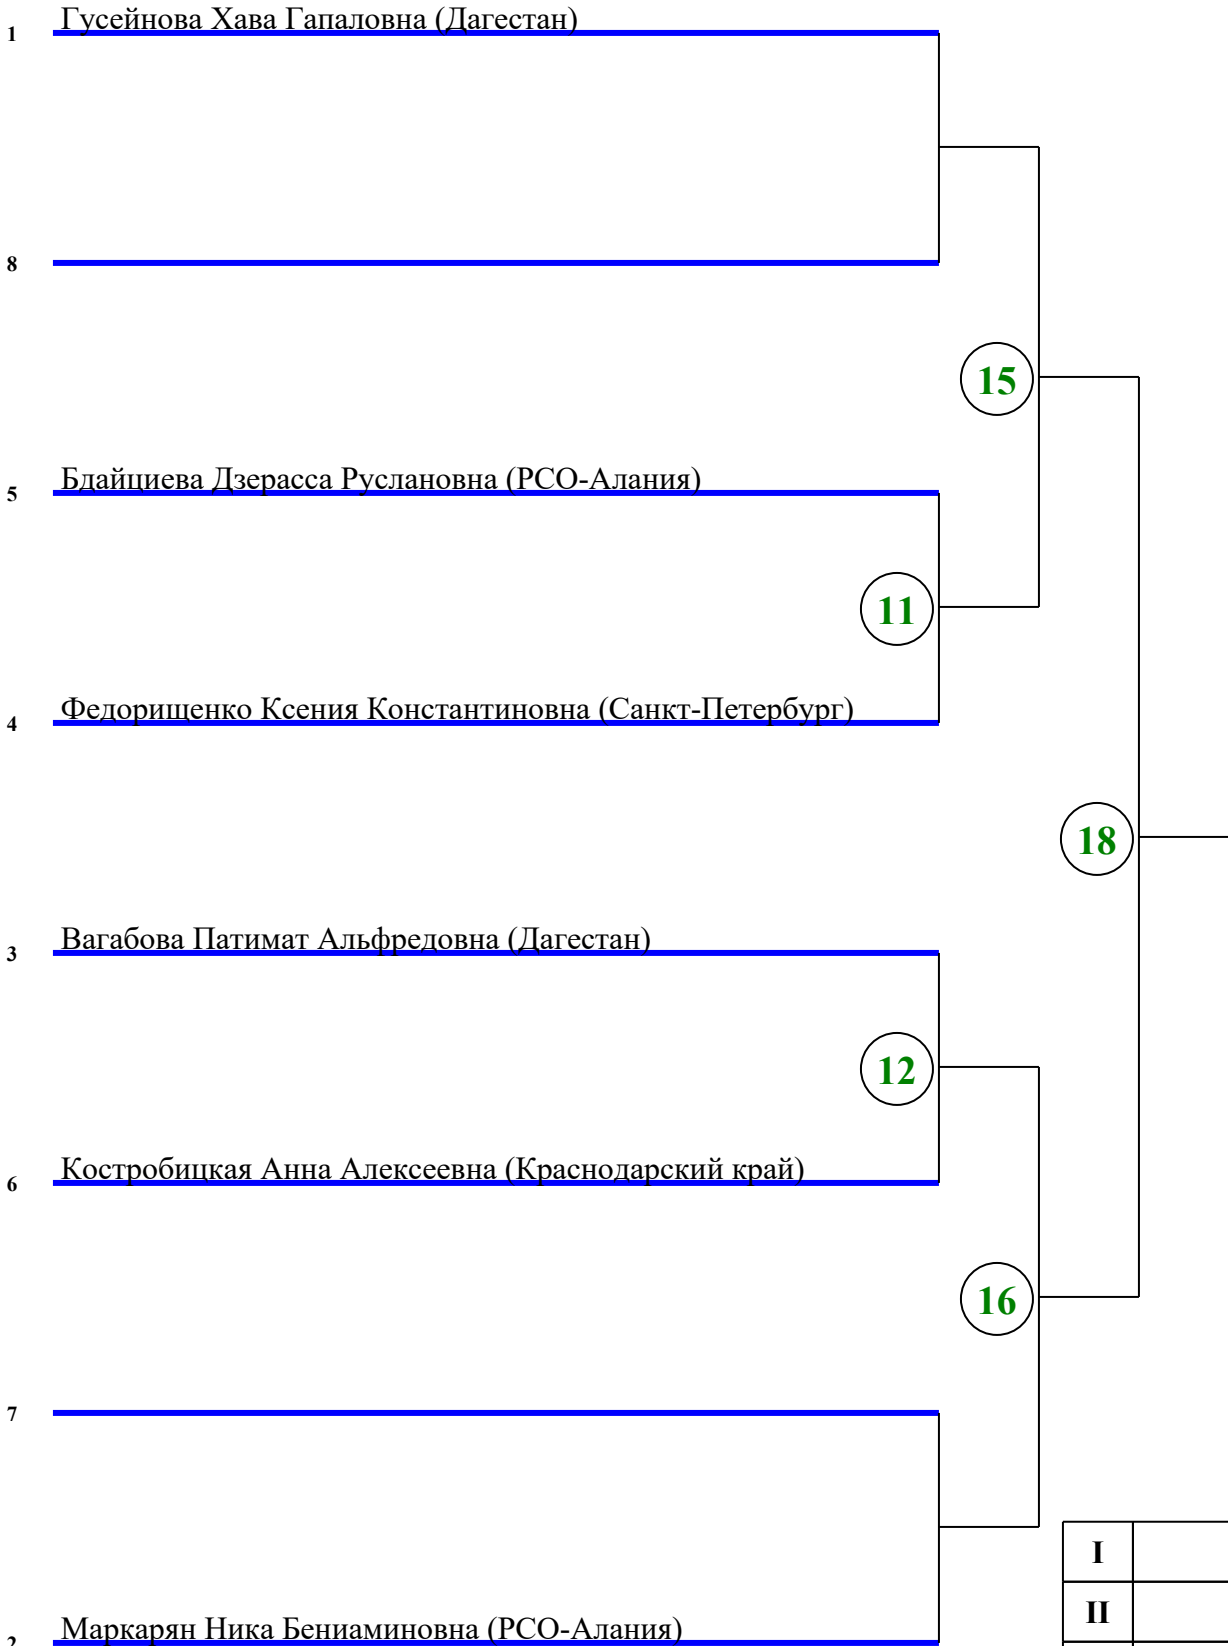 1 Гусейнова Хава Гапаловна (Дагестан)
8
15
5 Бдайциева Дзерасса Руслановна (РСО-Алания)
11
4 Федорищенко Ксения Константиновна (Санкт-Петербург)
18
3 Вагабова Патимат Альфредовна (Дагестан)
12
6 Костробицкая Анна Алексеевна (Краснодарский край)
16
7
I
II
2 Маркарян Ника Бениаминовна (РСО-Алания)